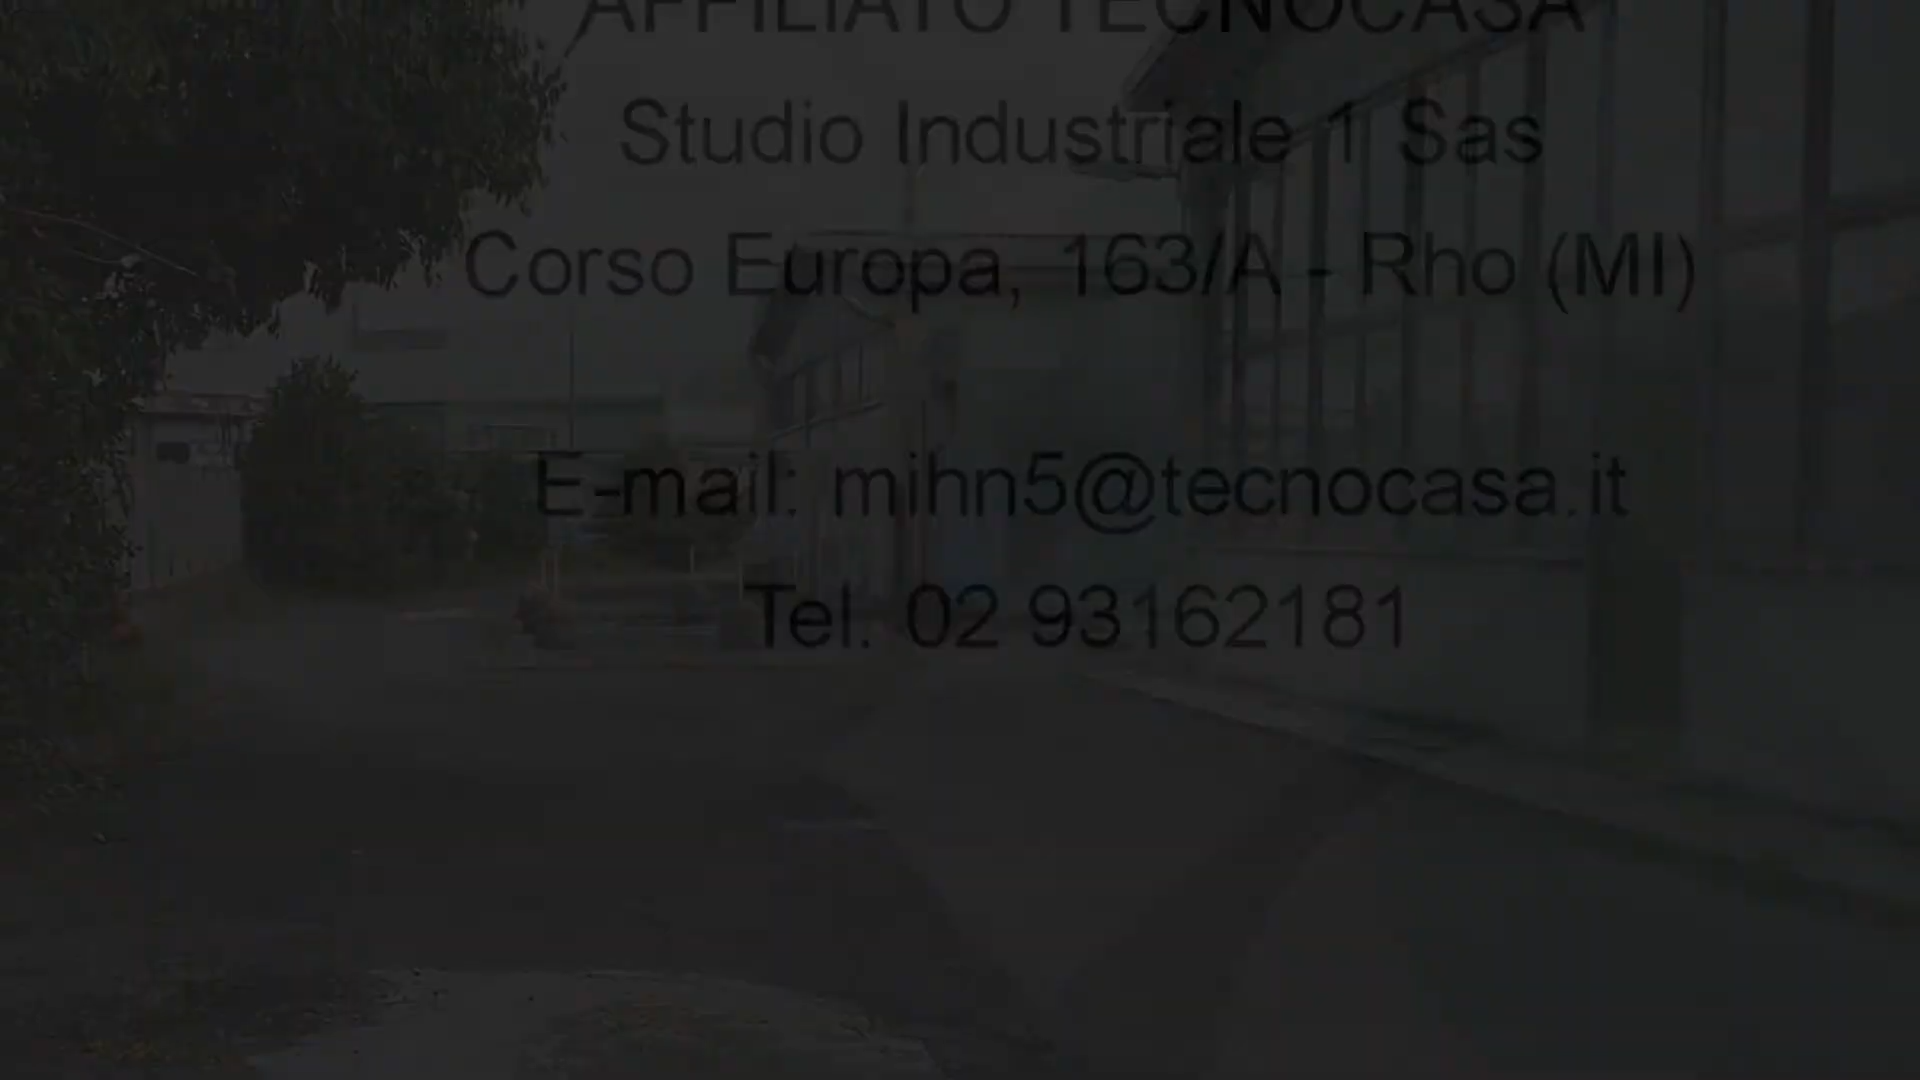 AFFILIATO TECNOCASA
Studio Industriale 1 Sas
Corso Europa, 163/A - Rho (MI)
E-mail: mihn5@tecnocasa.it
Tel. 02 93162181